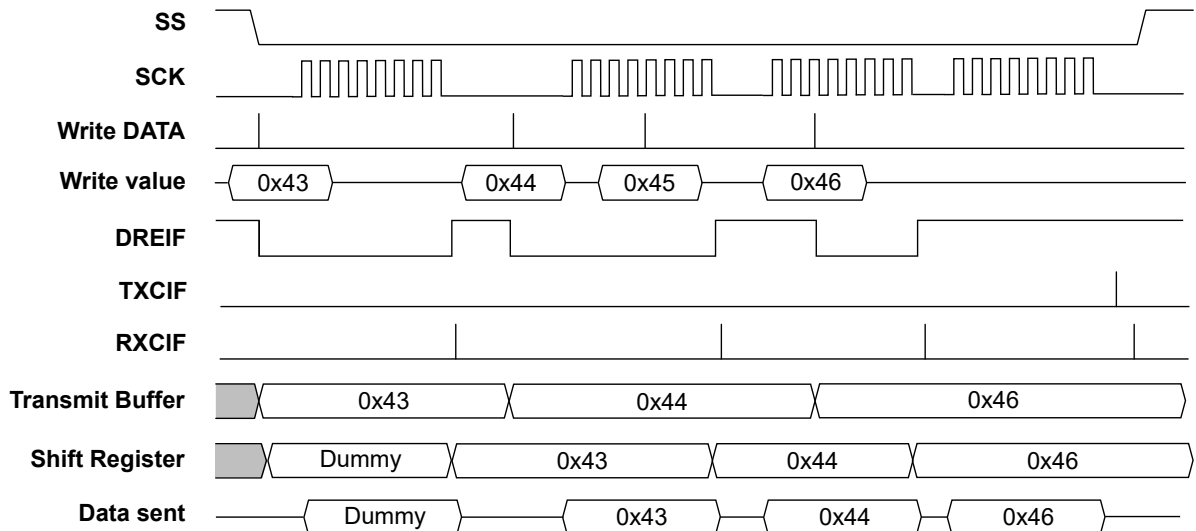 SS
SCK
Write DATA
Write value 0x43 0x44 0x45 0x46
DREIF
TXCIF
RXCIF
Transmit Buffer 0x43 0x44 0x46
Shift Register Dummy 0x43 0x44 0x46
Data sent Dummy 0x43 0x44 0x46